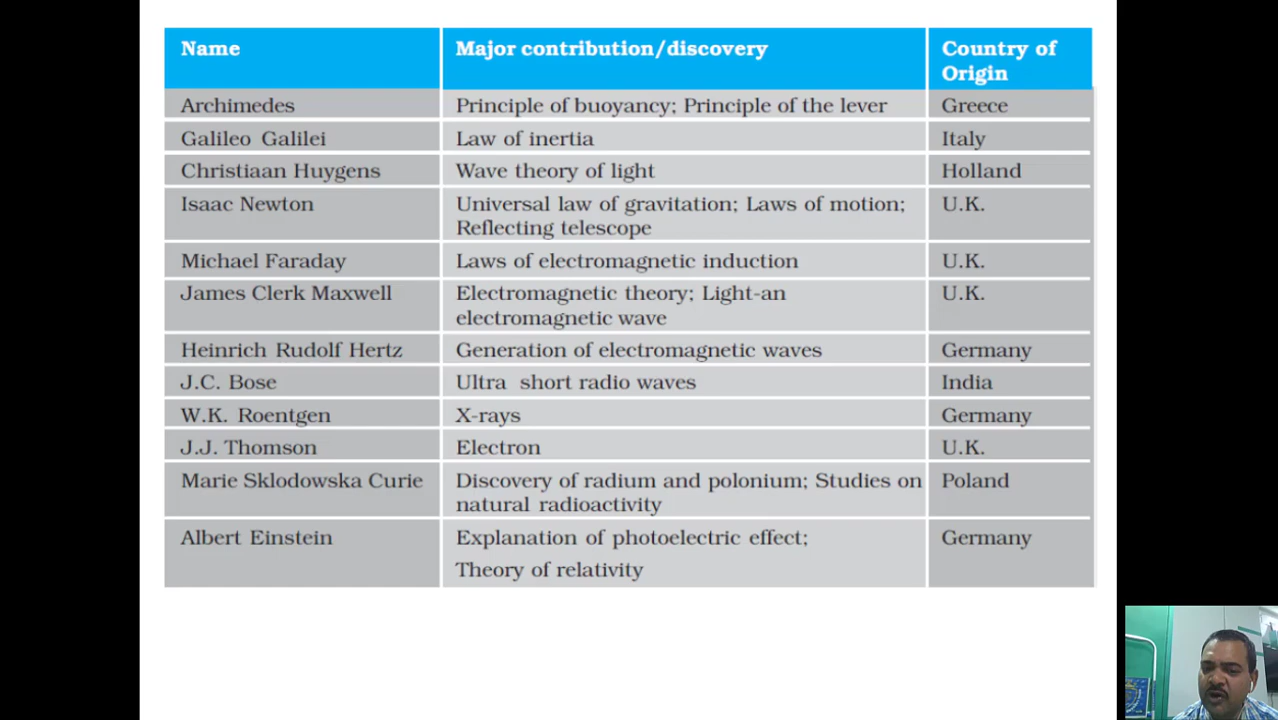 Name Major contribution/discovery Country of
Origin
Archimedes Principle of buoyancy; Principle of the lever Greece
Galileo Galilei Law of inertia Italy
Christiaan Huygens Wave theory of light Holland
Isaac Newton Universal law of gravitation; Laws of motion; U.K.
Reflecting telescope
Michael Faraday Laws of electromagnetic induction U.K.
James Clerk Maxwell Electromagnetic theory; Light-an U.K.
electromagnetic wave
Heinrich Rudolf Hertz Generation of electromagnetic waves Germany
J.C. Bose Ultra short radio waves India
W.K. Roentgen X-rays Germany
J.J. Thomson Electron U.K.
Marie Sklodowska Curie Discovery of radium and polonium; Studies on Poland
natural radioactivity
Albert Einstein Explanation of photoelectric effect; Germany
Theory of relativity